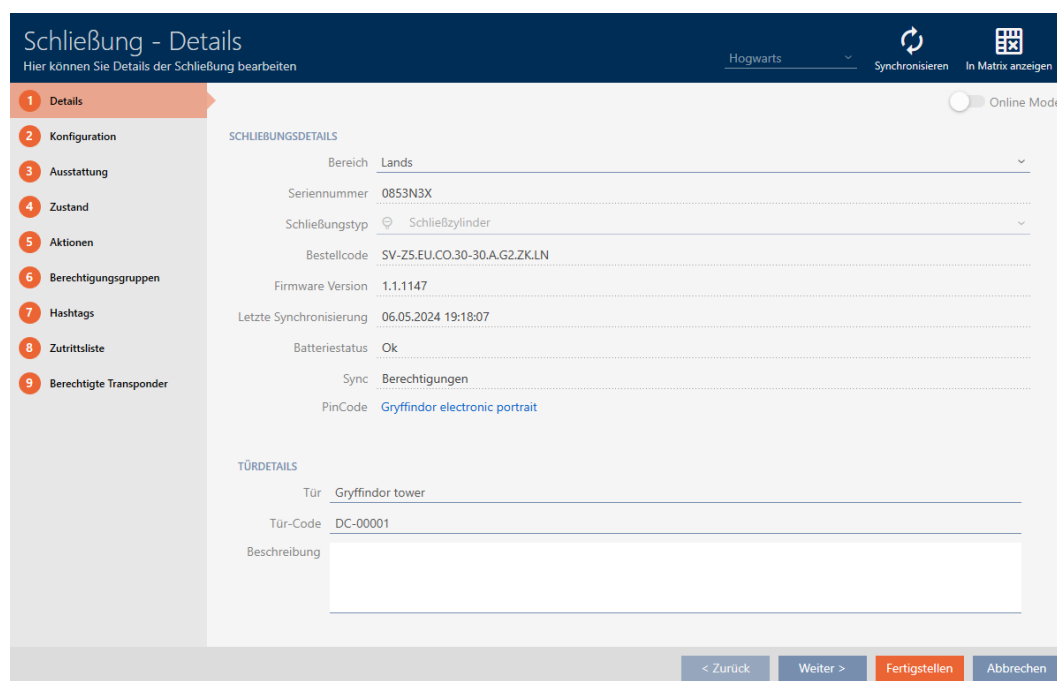 Schließung - Details
Hier können Sie Details der Schließung bearbeiten
Hogwarts
Synchronisieren
In Matrix anzeigen
1 Details
2 Konfiguration
3 Ausstattung
4 Zustand
5 Aktionen
6 Berechtigungsgruppen
7 Hashtags
8 Zutrittsliste
9 Berechtigte Transponder
Online Mode
SCHLIEßUNGSDETAILS
Bereich Lands
Seriennummer 0853N3X
Schließungstyp Schließzylinder
Bestellcode SV-Z5.EU.CO.30-30.A.G2.ZK.LN
Firmware Version 1.1.1147
Letzte Synchronisierung 06.05.2024 19:18:07
Batteriestatus Ok
Sync Berechtigungen
PinCode Gryffindor electronic portrait
TÜRDETAILS
Tür Gryffindor tower
Tür-Code DC-00001
Beschreibung
< Zurück
Weiter >
Fertigstellen
Abbrechen